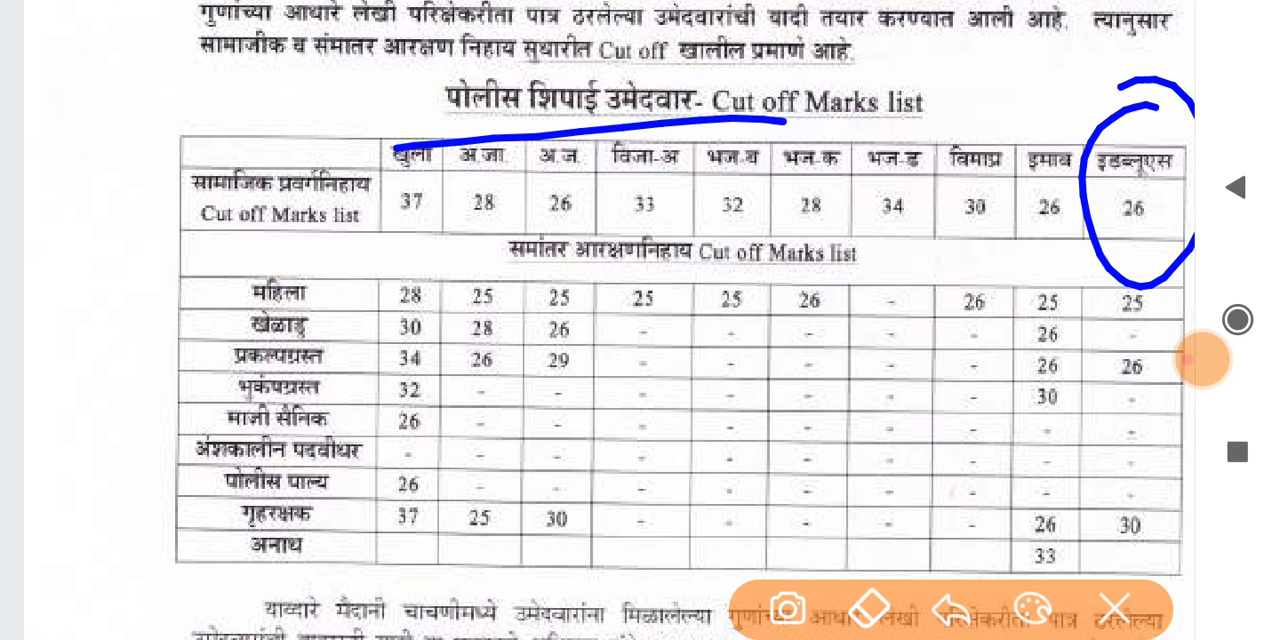 गुणांच्या आधारे लेखी परिक्षेकरीता पात्र ठरलेल्या उमेदवारांची यादी तयार करण्यात आली आहे. त्यानुसार
सामाजीक व संमातर आरक्षण निहाय सुधारीत Cut off खालील प्रमाणे आहे.
पोलीस शिपाई उमेदवार- Cut off Marks list
खुला अ.जा. अ.ज. विजा-अ भज-ब भज-क भज-ड विमाप्र इमाव इडब्लूएस
सामाजिक प्रवर्गनिहाय
Cut off Marks list 37 28 26 33 32 28 34 30 26 26
समांतर आरक्षणनिहाय Cut off Marks list
महिला 28 25 25 25 25 26 - 26 25 25
खेळाडु 30 28 26 - - - - - 26 -
प्रकल्पग्रस्त 34 26 29 - - - - - 26 26
भुकंपग्रस्त 32 - - - - - - - 30 -
माजी सैनिक 26 - - - - - - - - -
अंशकालीन पदवीधर - - - - - - - - - -
पोलीस पाल्य 26 - - - - - - - - -
गृहरक्षक 37 25 30 - - - - - 26 30
अनाथ 33
याव्दारे मैदानी चाचणीमध्ये उमेदवारांना मिळालेल्या गुणांच्या आधारे लेखी परिक्षेकरीता पात्र ठरलेल्या